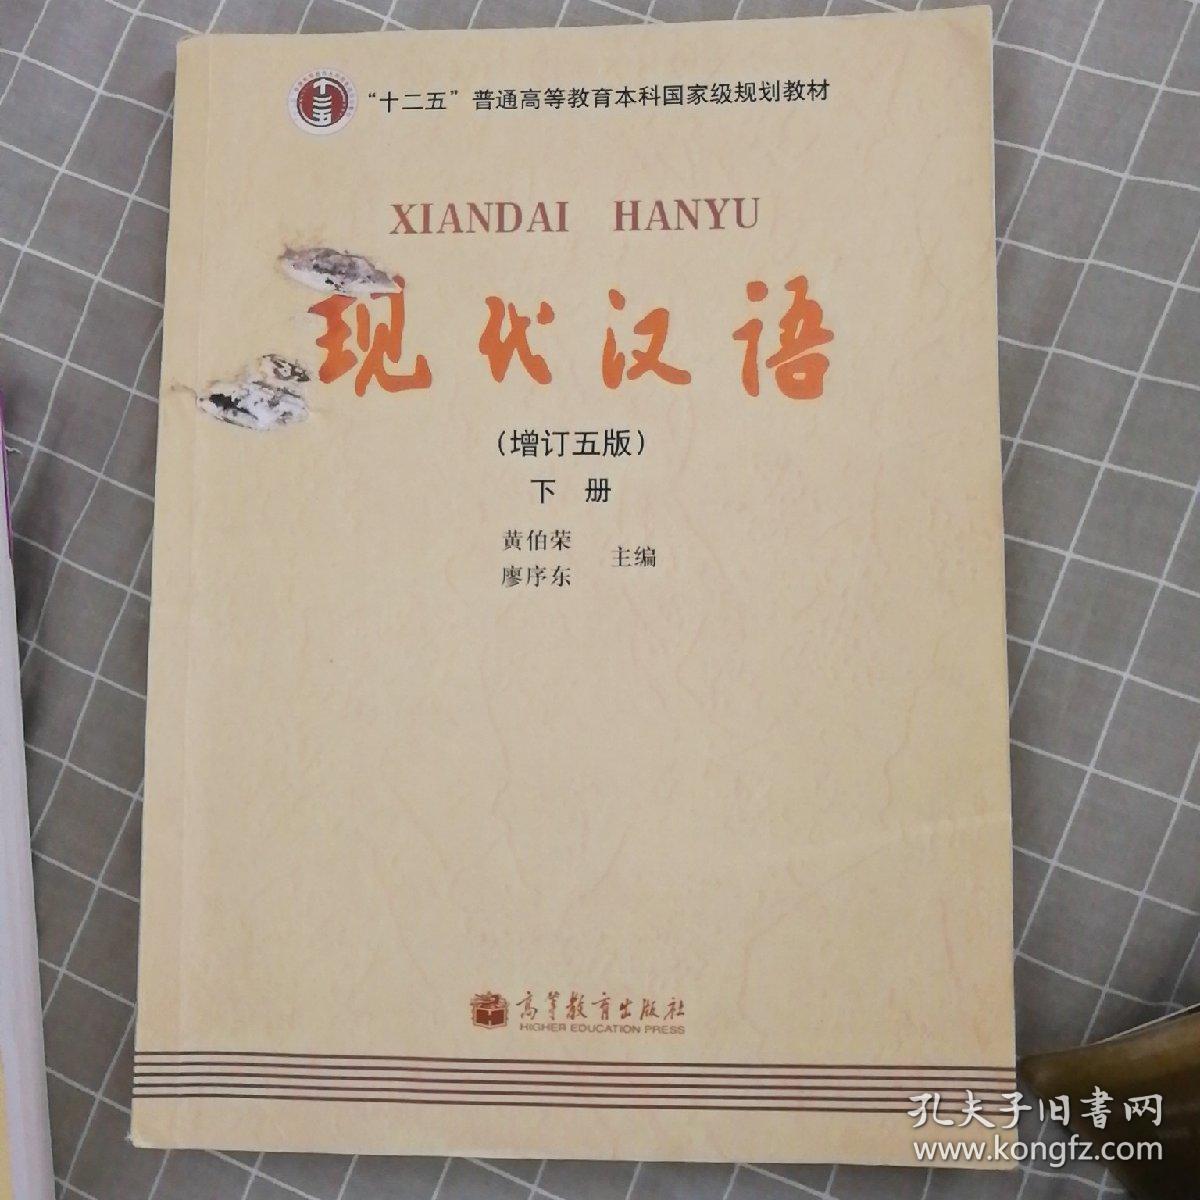 “十二五”普通高等教育本科国家级规划教材
XIANDAI HANYU
现代汉语
(增订五版)
下 册
黄伯荣
廖序东
主编
高等教育出版社
HIGHER EDUCATION PRESS
孔夫子旧書网
www.kongfz.com